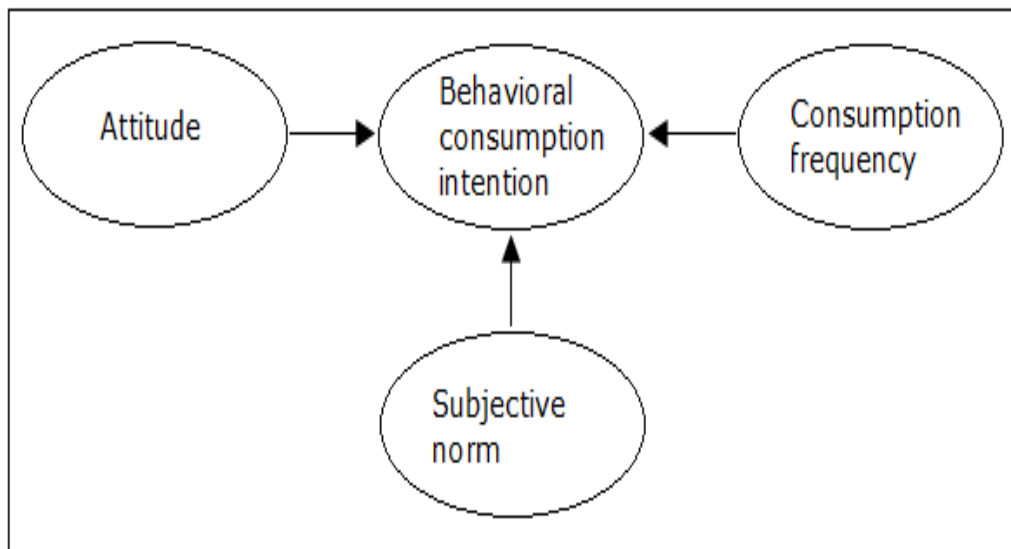 Attitude
Behavioral
consumption
intention
Consumption
frequency
Subjective
norm